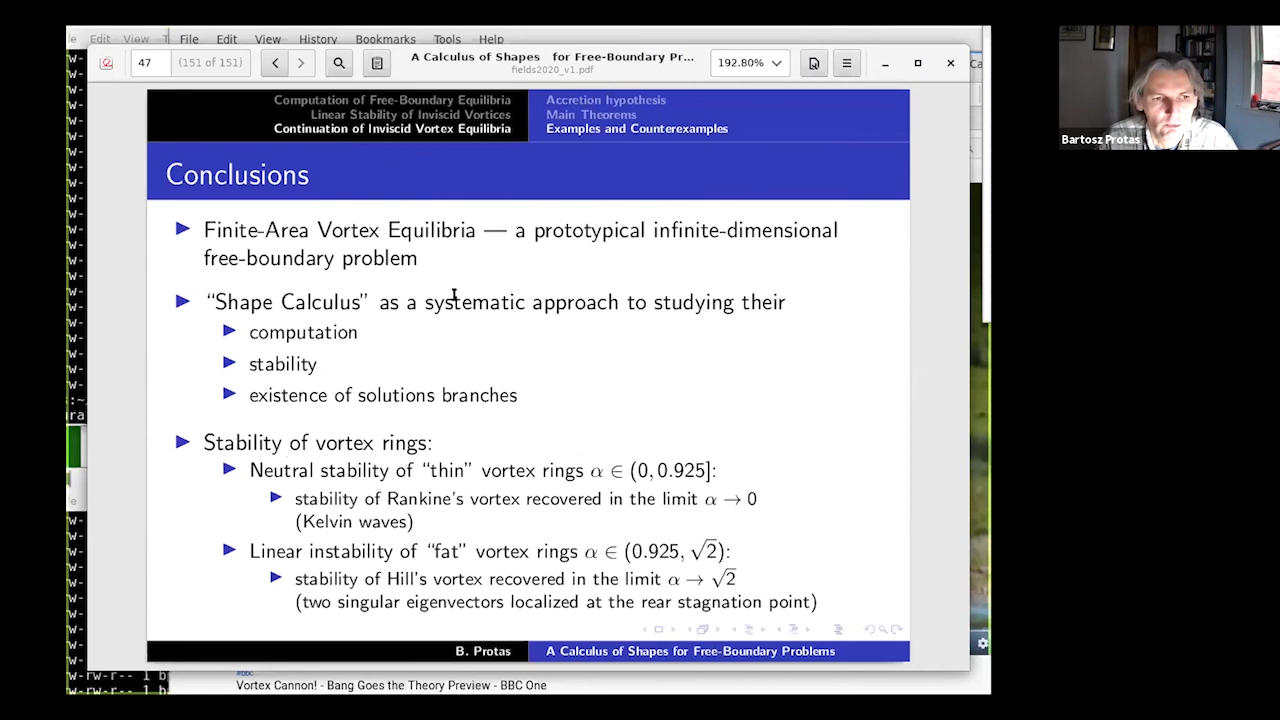 Edit View T File Edit View History Bookmarks Tools Help
47 (151 of 151) A Calculus of Shapes for Free-Boundary Pr... 192.80%
fields2020_v1.pdf
Computation of Free-Boundary Equilibria
Linear Stability of Inviscid Vortices
Continuation of Inviscid Vortex Equilibria
Accretion hypothesis
Main Theorems
Examples and Counterexamples
Conclusions
Finite-Area Vortex Equilibria — a prototypical infinite-dimensional
free-boundary problem
“Shape Calculus” as a systematic approach to studying their
computation
stability
existence of solutions branches
Stability of vortex rings:
Neutral stability of “thin” vortex rings α ∈ (0, 0.925]:
stability of Rankine's vortex recovered in the limit α → 0
(Kelvin waves)
Linear instability of “fat” vortex rings α ∈ (0.925, √2):
stability of Hill's vortex recovered in the limit α → √2
(two singular eigenvectors localized at the rear stagnation point)
B. Protas A Calculus of Shapes for Free-Boundary Problems
-rw-r-- 1 b
w-rw-r-- 1 b
Vortex Cannon! - Bang Goes the Theory Preview - BBC One
Bartosz Protas